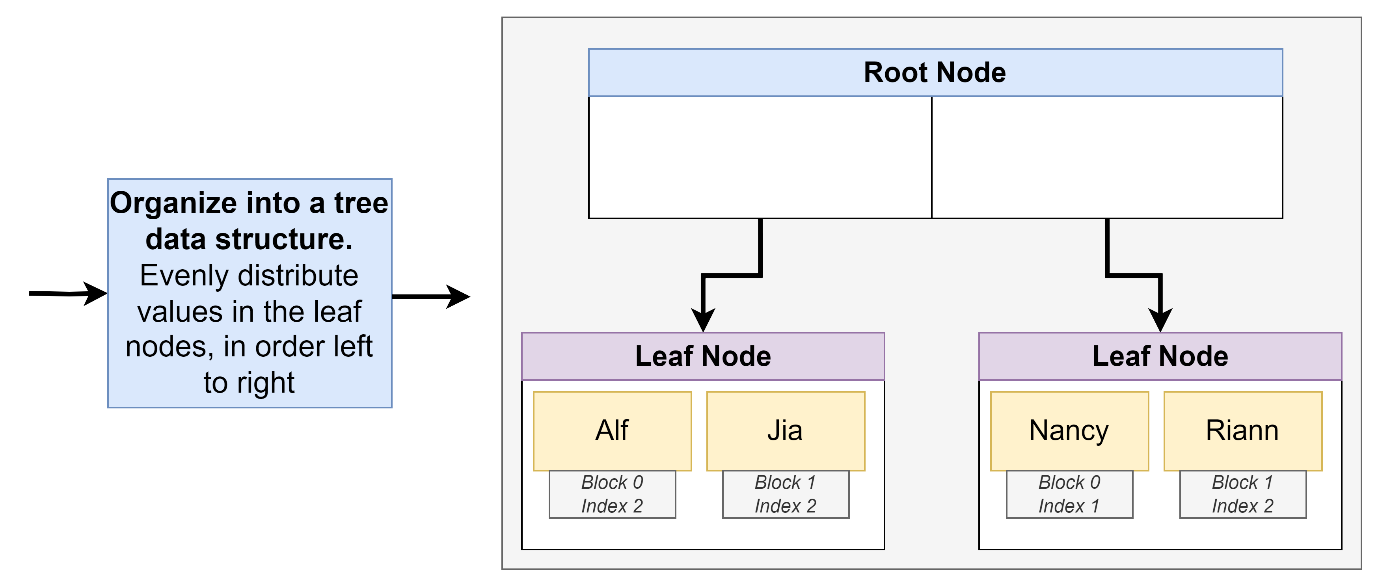 Organize into a tree
data structure.
Evenly distribute
values in the leaf
nodes, in order left
to right
Root Node
Leaf Node
Alf
Jia
Block 0
Index 2
Block 1
Index 2
Leaf Node
Nancy
Riann
Block 0
Index 1
Block 1
Index 2